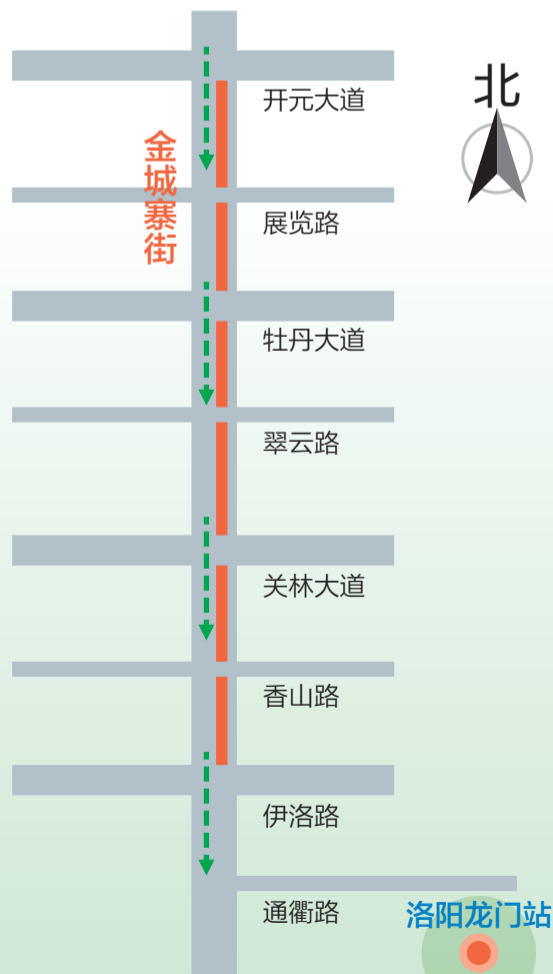 北
开元大道
金城寨街
展览路
牡丹大道
翠云路
关林大道
香山路
伊洛路
通衢路
洛阳龙门站